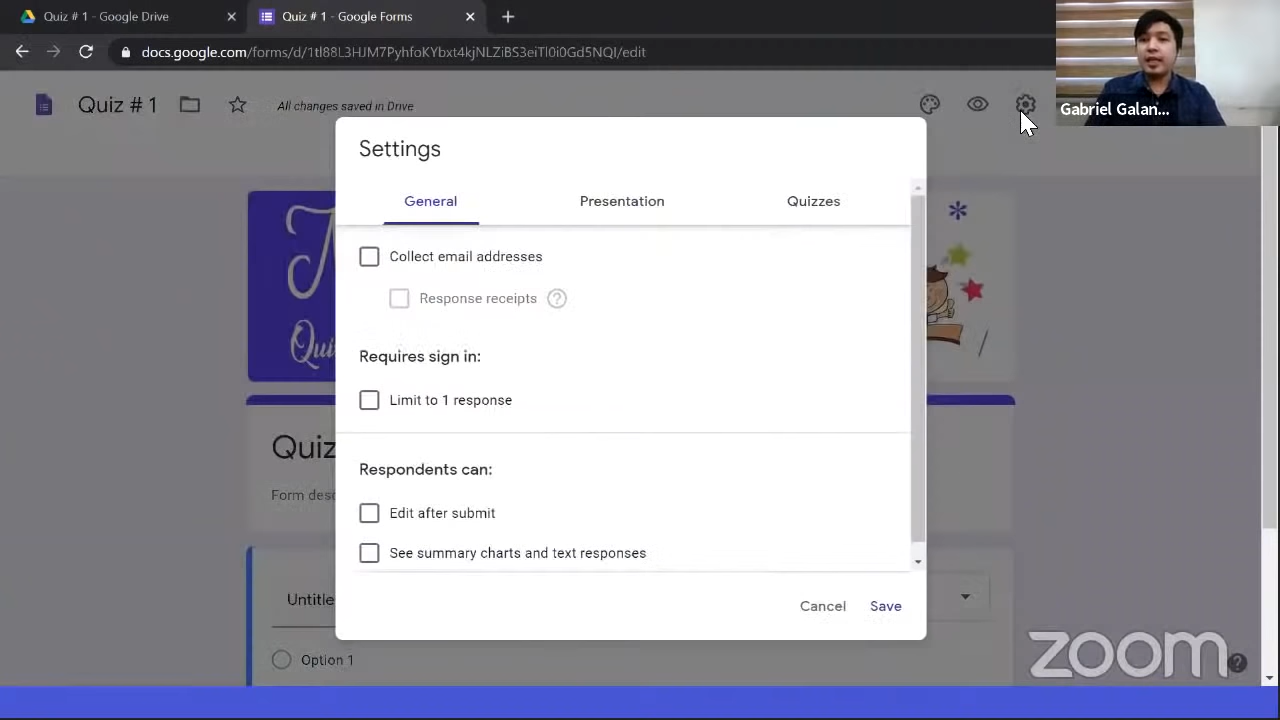 Quiz # 1 - Google Drive
Quiz # 1 - Google Forms
docs.google.com/forms/d/1tl88L3HJM7PyhfoKYbxt4kjNLZiBS3eiTl0i0Gd5NQI/edit
Quiz # 1
All changes saved in Drive
Gabriel Galan...
Settings
General
Presentation
Quizzes
Collect email addresses
Response receipts
?
Requires sign in:
Limit to 1 response
Respondents can:
Edit after submit
See summary charts and text responses
Cancel
Save
Qui
Quiz
Form desc
Untitle
Option 1
zoom
?